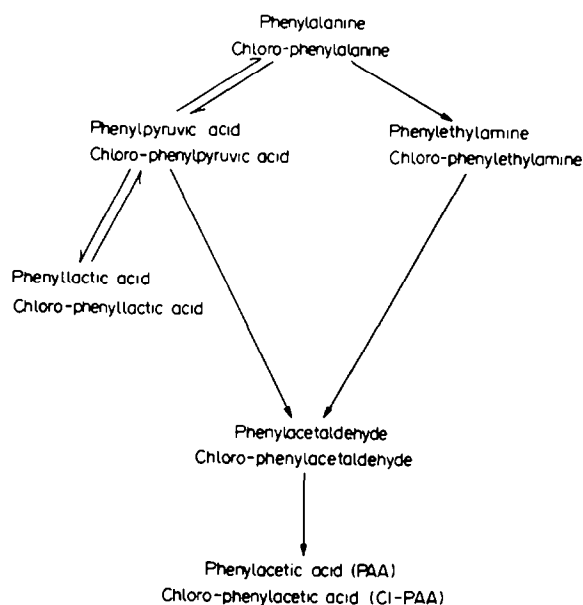 Phenylalanine
Chloro-phenylalanine
Phenylpyruvic acid
Chloro-phenylpyruvic acid
Phenylethylamine
Chloro-phenylethylamine
Phenyllactic acid
Chloro-phenyllactic acid
Phenylacetaldehyde
Chloro-phenylacetaldehyde
Phenylacetic acid (PAA)
Chloro-phenylacetic acid (Cl-PAA)